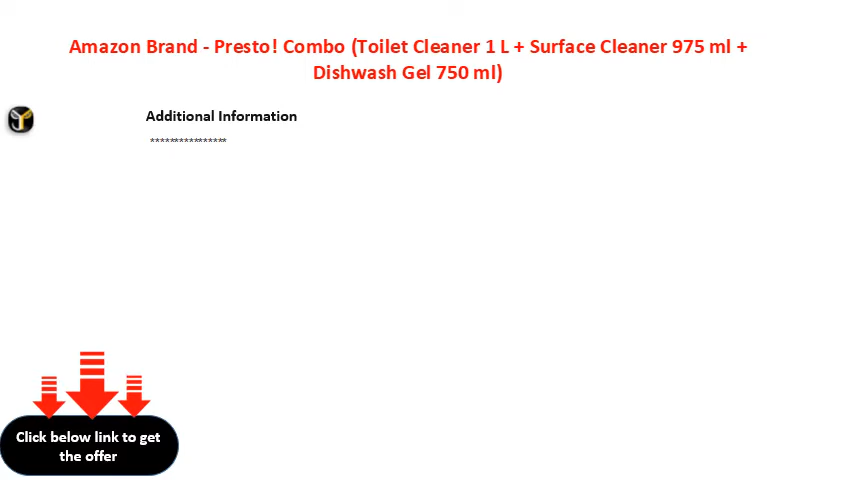 Amazon Brand - Presto! Combo (Toilet Cleaner 1 L + Surface Cleaner 975 ml +
Dishwash Gel 750 ml)
Additional Information
****************
Click below link to get
the offer